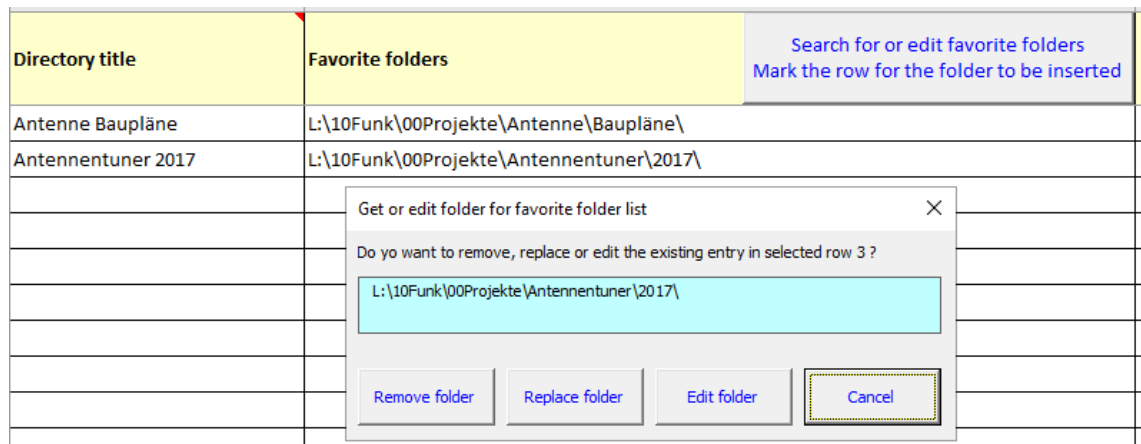 Directory title
Favorite folders
Search for or edit favorite folders
Mark the row for the folder to be inserted
Antenne Baupläne
L:\10Funk\00Projekte\Antenne\Baupläne\
Antennentuner 2017
L:\10Funk\00Projekte\Antennentuner\2017\
Get or edit folder for favorite folder list
Do yo want to remove, replace or edit the existing entry in selected row 3 ?
L:\10Funk\00Projekte\Antennentuner\2017\
Remove folder
Replace folder
Edit folder
Cancel